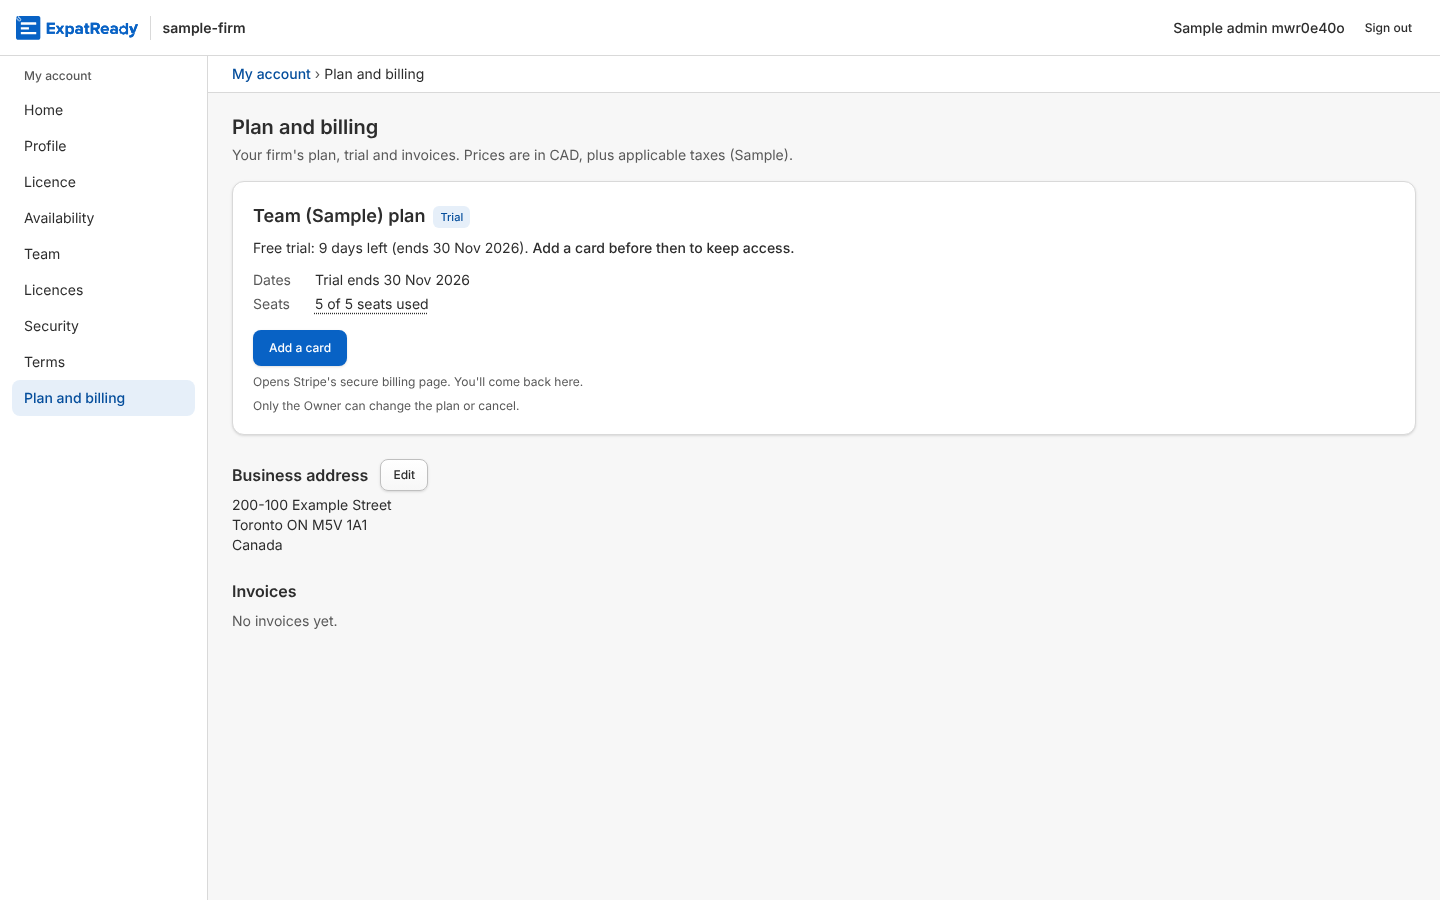 ExpatReady
sample-firm
Sample admin mwr0e40o
Sign out
My account
Home
Profile
Licence
Availability
Team
Licences
Security
Terms
Plan and billing
My account › Plan and billing
Plan and billing
Your firm's plan, trial and invoices. Prices are in CAD, plus applicable taxes (Sample).
Team (Sample) plan Trial
Free trial: 9 days left (ends 30 Nov 2026). Add a card before then to keep access.
Dates Trial ends 30 Nov 2026
Seats 5 of 5 seats used
Add a card
Opens Stripe's secure billing page. You'll come back here.
Only the Owner can change the plan or cancel.
Business address Edit
200-100 Example Street
Toronto ON M5V 1A1
Canada
Invoices
No invoices yet.